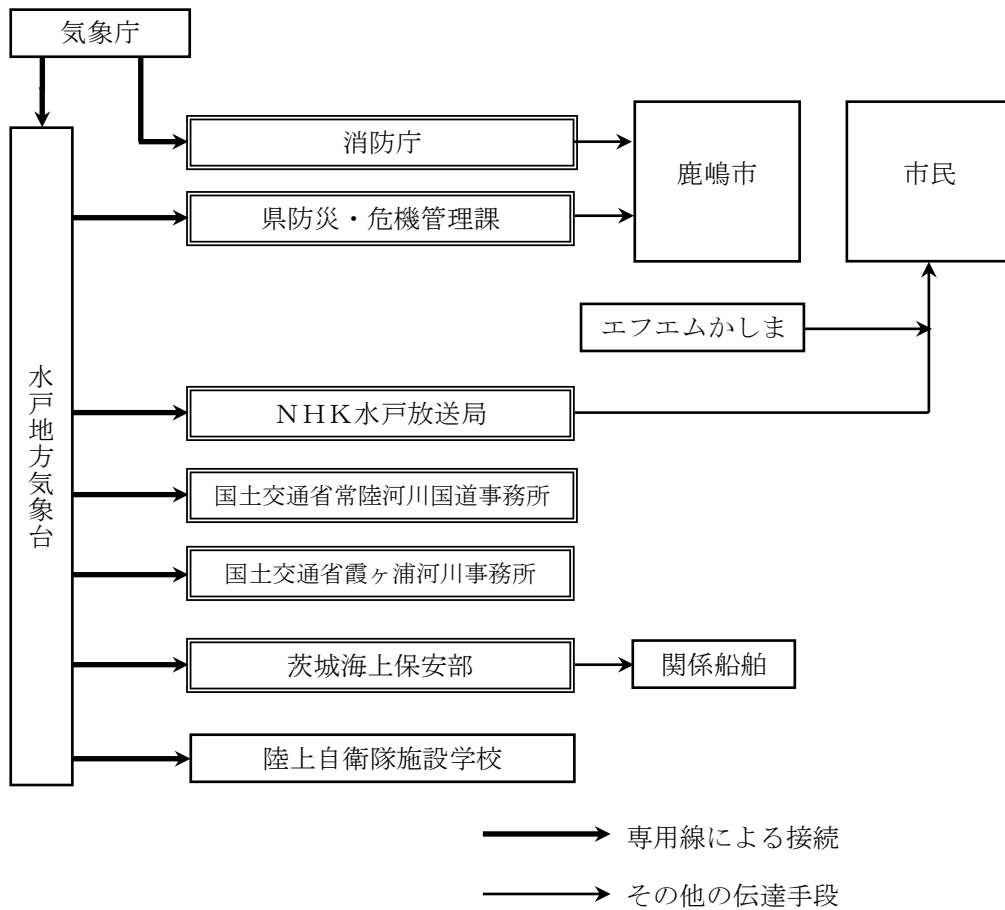 気象庁
消防庁
鹿嶋市
市民
県防災・危機管理課
エフエムかしま
水戸地方気象台
ＮＨＫ水戸放送局
国土交通省常陸河川国道事務所
国土交通省霞ヶ浦河川事務所
茨城海上保安部
関係船舶
陸上自衛隊施設学校
専用線による接続
その他の伝達手段